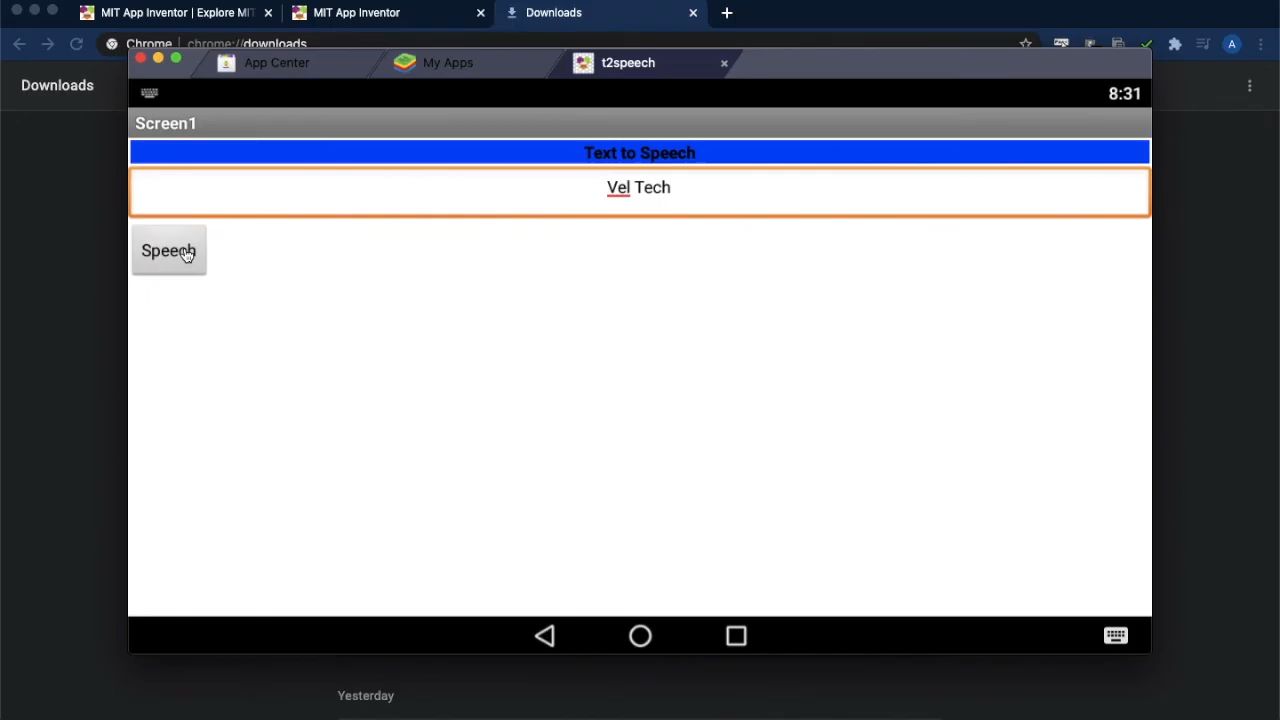 MIT App Inventor | Explore MIT
MIT App Inventor
Downloads
Chrome | chrome://downloads
A
App Center
My Apps
t2speech
Downloads
8:31
Screen1
Text to Speech
Vel Tech
Speech
Yesterday